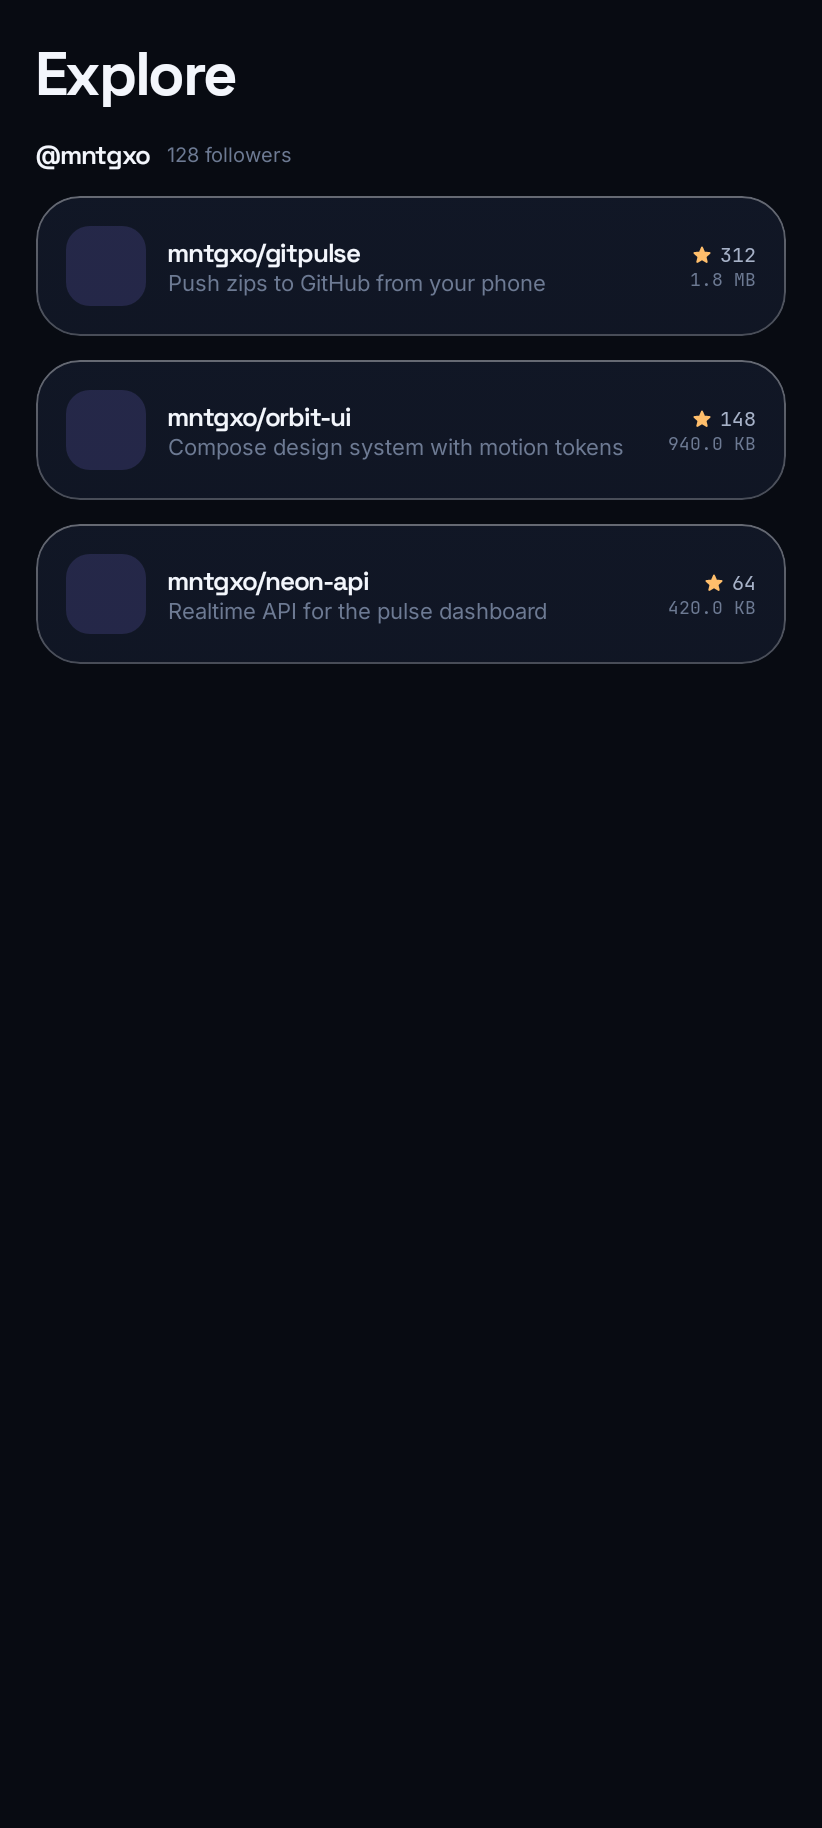 Explore
@mntgxo 128 followers
mntgxo/gitpulse
Push zips to GitHub from your phone
312
1.8 MB
mntgxo/orbit-ui
Compose design system with motion tokens
148
940.0 KB
mntgxo/neon-api
Realtime API for the pulse dashboard
64
420.0 KB